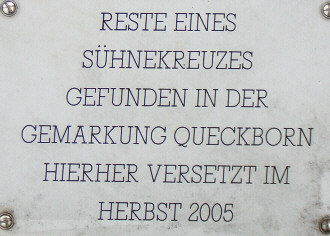 RESTE EINES
SÜHNEKREUZES
GEFUNDEN IN DER
GEMARKUNG QUECKBORN
HIERHER VERSETZT IM
HERBST 2005